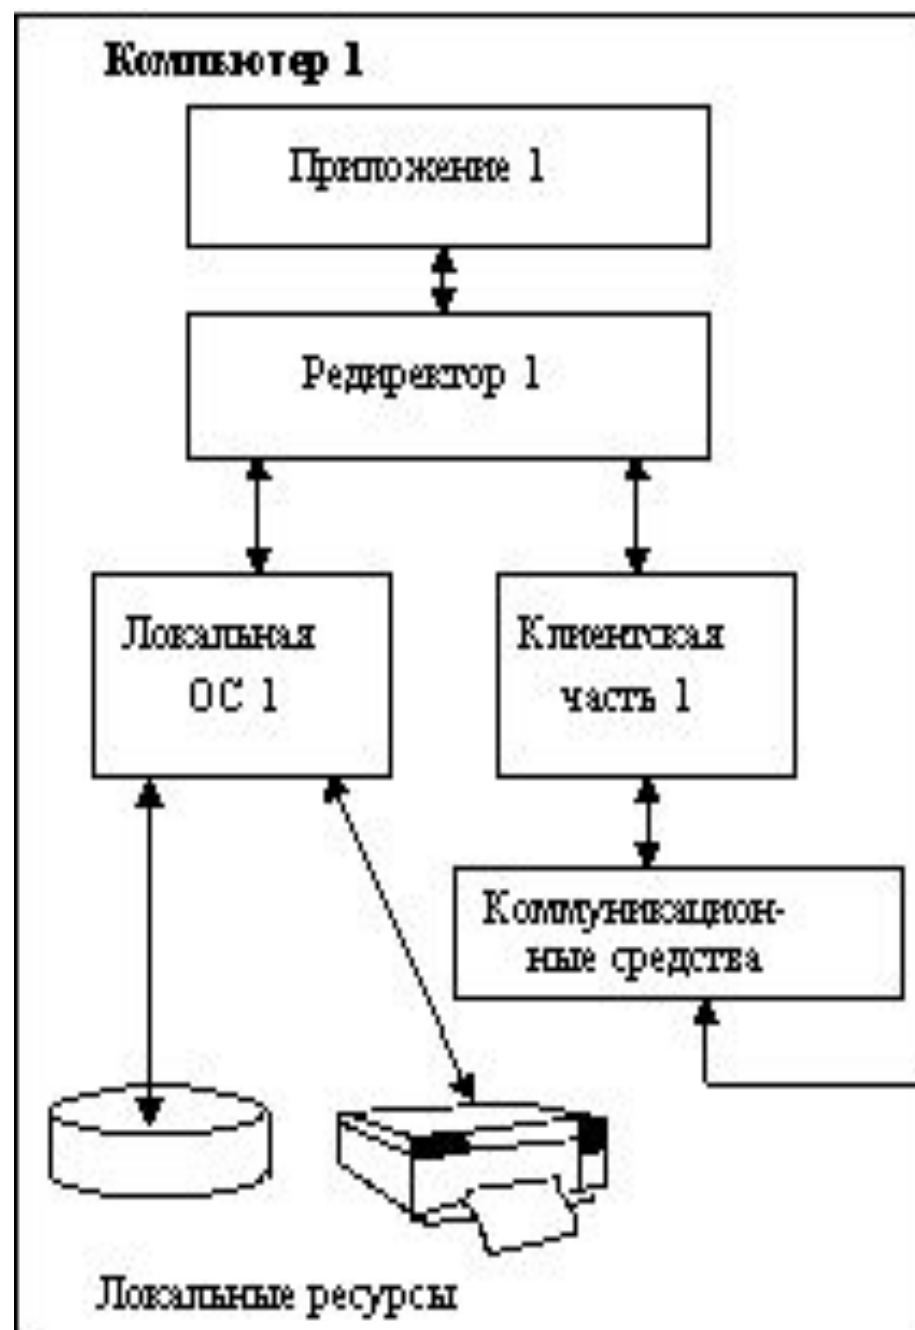 Компьютер 1
Приложение 1
Редиректор 1
Локальная
ОС 1
Клиентская
часть 1
Коммуникацион-
ные средства
Локальные ресурсы